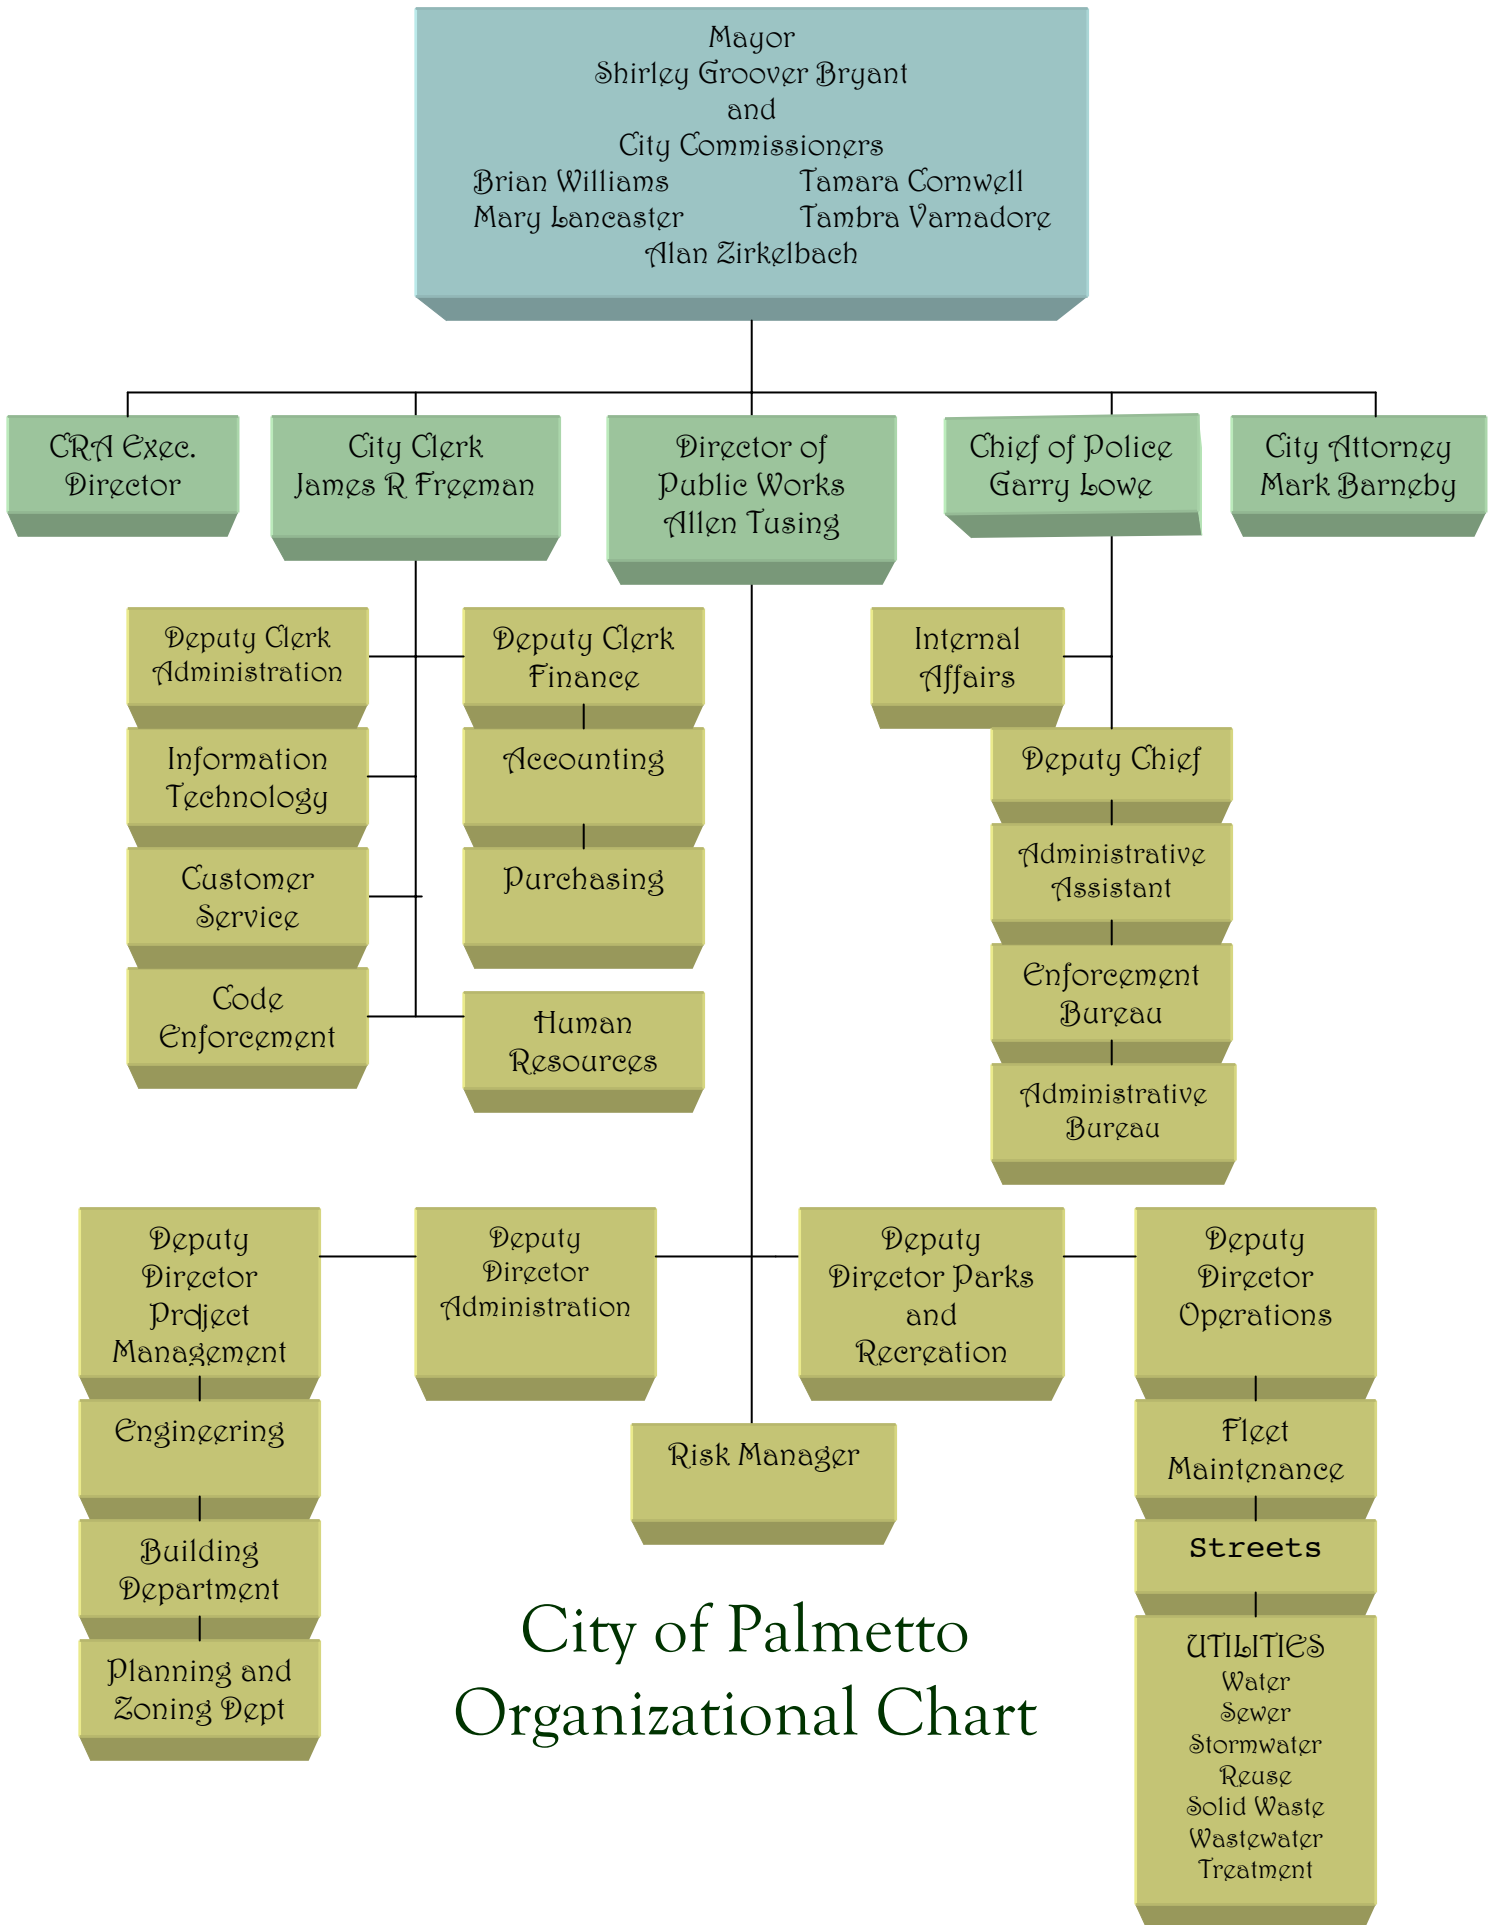 Mayor
Shirley Groover Bryant
and
City Commissioners
Brian Williams Tamara Cornwell
Mary Lancaster Tambra Varnadore
Alan Zirkelbach
CRA Exec.
Director
City Clerk
James R Freeman
Director of
Public Works
Allen Tusing
Chief of Police
Garry Lowe
City Attorney
Mark Barneby
Deputy Clerk
Administration
Deputy Clerk
Finance
Internal
Affairs
Information
Technology
Accounting
Deputy Chief
Customer
Service
Purchasing
Administrative
Assistant
Code
Enforcement
Human
Resources
Enforcement
Bureau
Administrative
Bureau
Deputy
Director
Project
Management
Deputy
Director
Administration
Deputy
Director Parks
and
Recreation
Deputy
Director
Operations
Engineering
Risk Manager
Fleet
Maintenance
Building
Department
Streets
Planning and
Zoning Dept
UTILITIES
Water
Sewer
Stormwater
Reuse
Solid Waste
Wastewater
Treatment
City of Palmetto
Organizational Chart